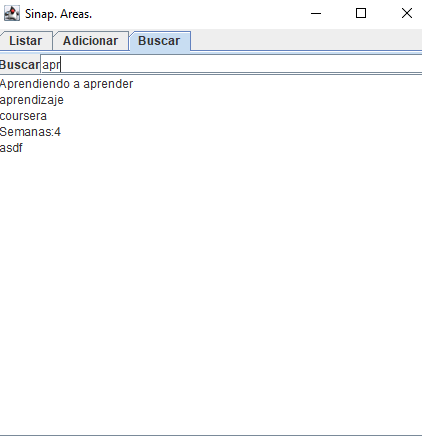 Sinap. Areas.
Listar Adicionar Buscar
Buscar apr
Aprendiendo a aprender
aprendizaje
coursera
Semanas:4
asdf